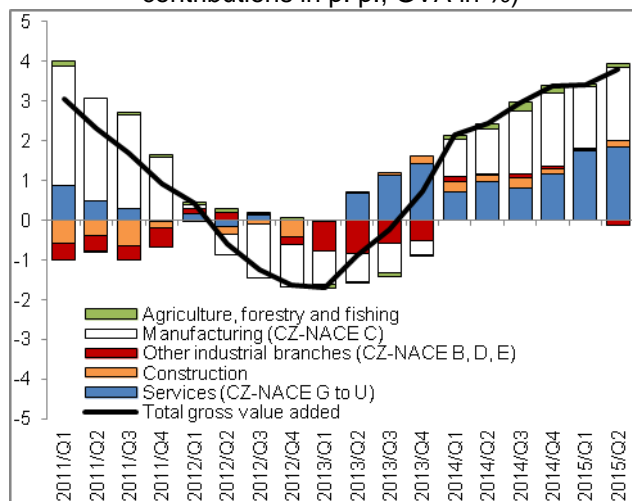 contributions in p. p., GVA in %)
5
4
3
2
1
0
-1
-2
-3
-4
-5
Agriculture, forestry and fishing
Manufacturing (CZ-NACE C)
Other industrial branches (CZ-NACE B, D, E)
Construction
Services (CZ-NACE G to U)
Total gross value added
2011/Q1
2011/Q2
2011/Q3
2011/Q4
2012/Q1
2012/Q2
2012/Q3
2012/Q4
2013/Q1
2013/Q2
2013/Q3
2013/Q4
2014/Q1
2014/Q2
2014/Q3
2014/Q4
2015/Q1
2015/Q2